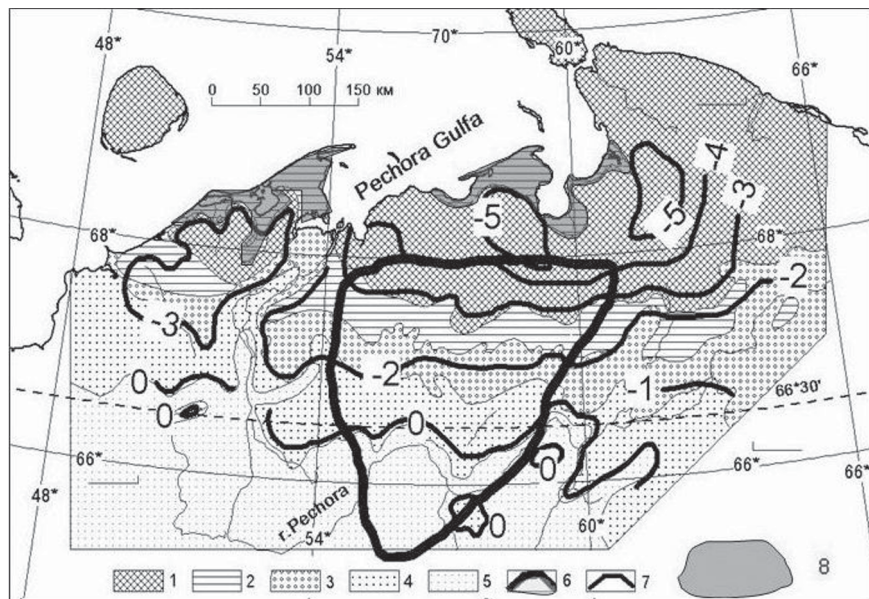 48* 70* 60* 66*
54*
0 50 100 150 км
Pechora Gulfa
-4
-5 -5 -3
68* 68*
-2
-3
-2 -1
0 66*30'
0 0
66* 0 66*
48* r.Pechora 66*
54* 0 60*
1 2 3 4 5 6 7 8